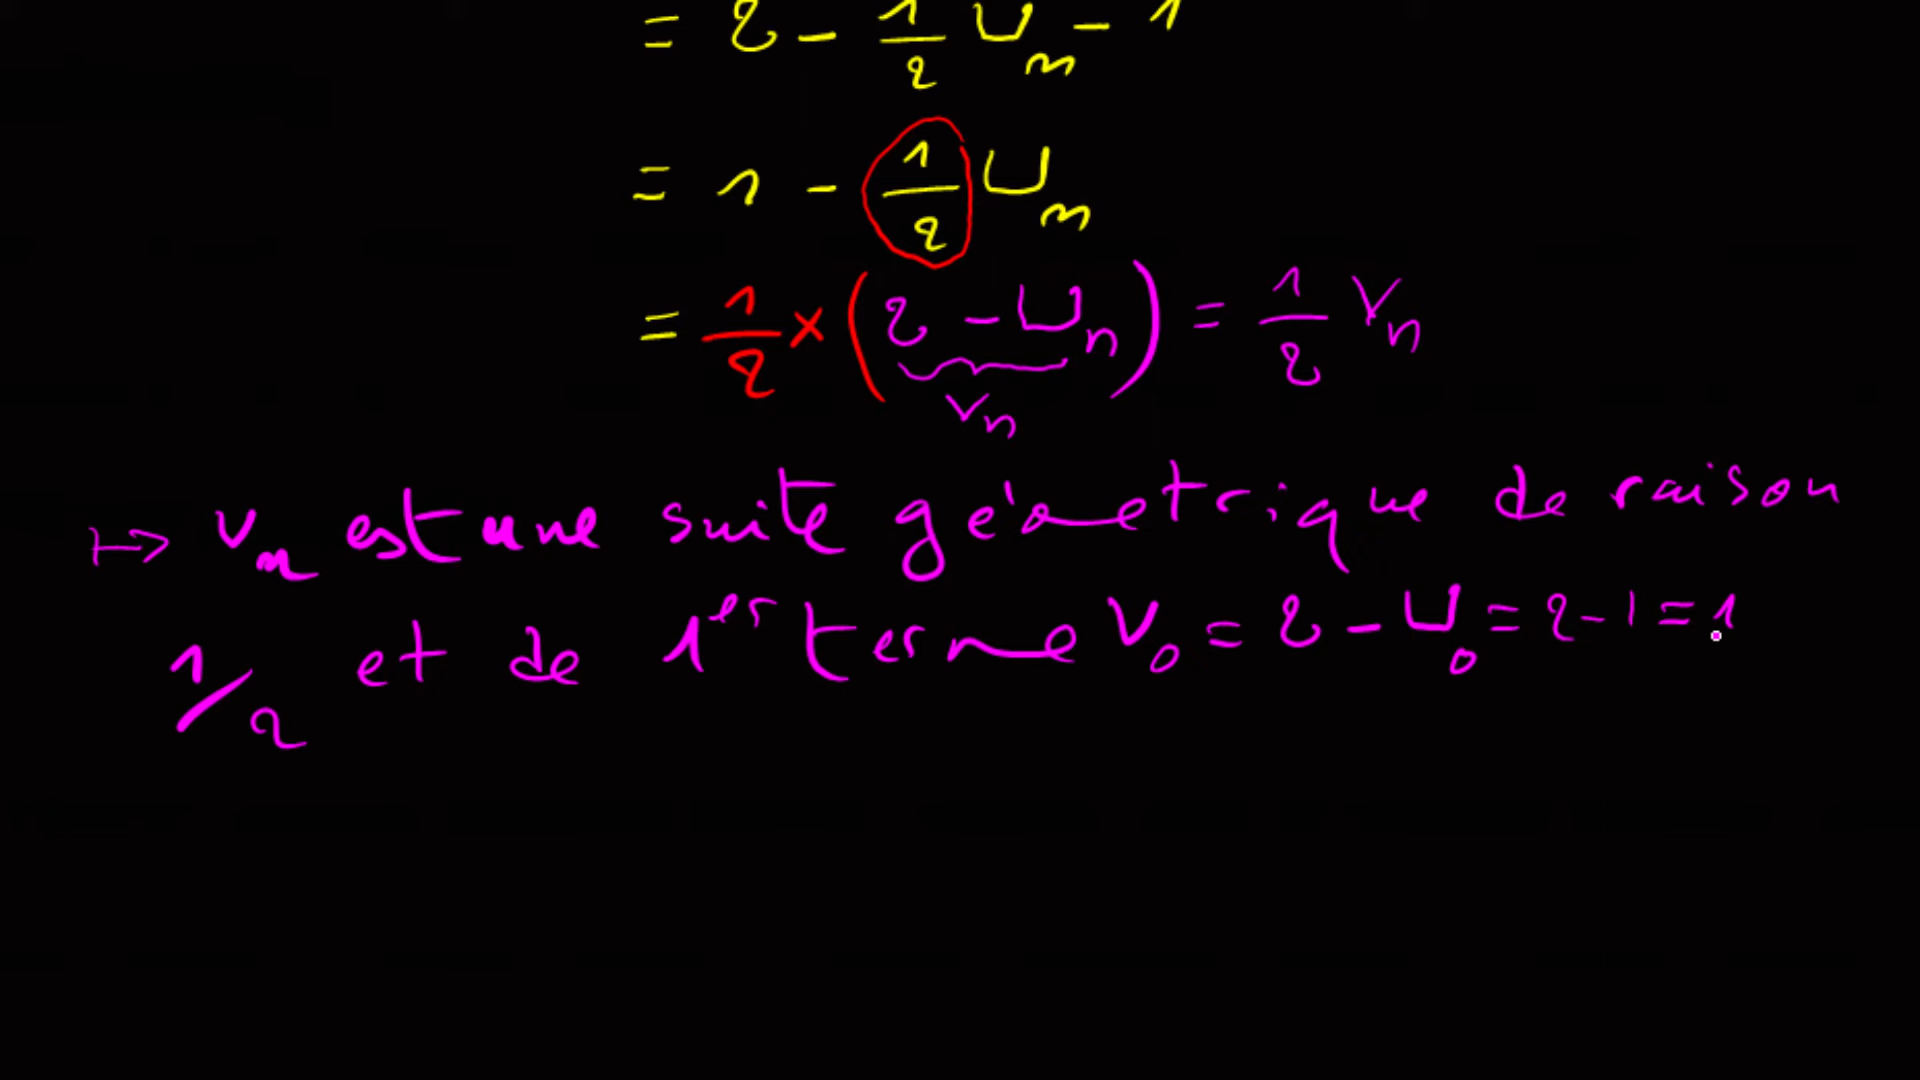 = 2 - 1/2 Un - 1
= 1 - 1/2 Un
= 1/2 × (2 - Un) = 1/2 Vn
Vn
↦ Vn est une suite géométrique de raison
1/2 et de 1er terme V0 = 2 - U0 = 2 - 1 = 1